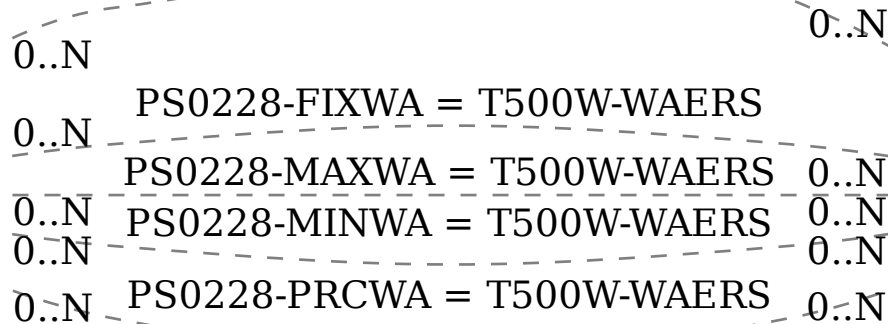 0..N
0..N
PS0228-FIXWA = T500W-WAERS
0..N
PS0228-MAXWA = T500W-WAERS 0..N
0..N PS0228-MINWA = T500W-WAERS 0..N
0..N 0..N
0..N PS0228-PRCWA = T500W-WAERS 0..N